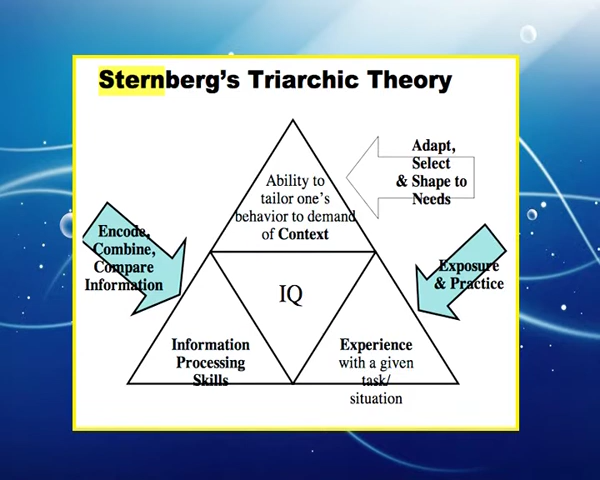 Sternberg's Triarchic Theory
Ability to
tailor one's
behavior to demand
of Context
Adapt,
Select
& Shape to
Needs
Encode,
Combine,
Compare
Information
Exposure
& Practice
IQ
Information
Processing
Skills
Experience
with a given
task/
situation